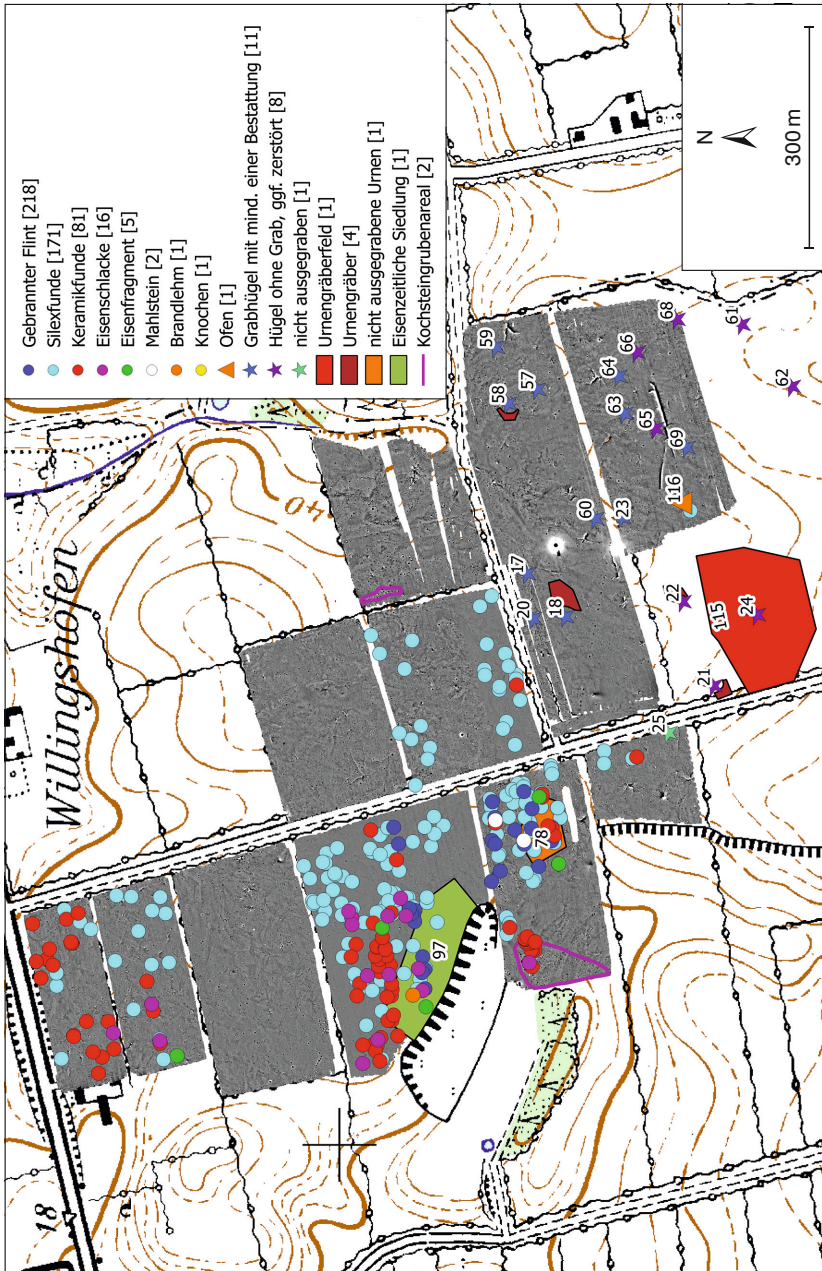 Gebrannter Flint [218]
Silexfunde [171]
Keramikfunde [81]
Eisenschlacke [16]
Eisenfragment [5]
Mahlstein [2]
Brandlehm [1]
Knochen [1]
Ofen [1]
Grabhügel mit mind. einer Bestattung [11]
Hügel ohne Grab, ggf. zerstört [8]
nicht ausgegraben [1]
Urnengräberfeld [1]
Urnengräber [4]
nicht ausgegrabene Urnen [1]
Eisenzeitliche Siedlung [1]
Kochsteingrubenareal [2]
N
300 m
Willingshofen
18
40
97
78
20
17
18
58
59
57
60
23
63
64
66
65
69
68
61
62
116
22
115
24
21
25